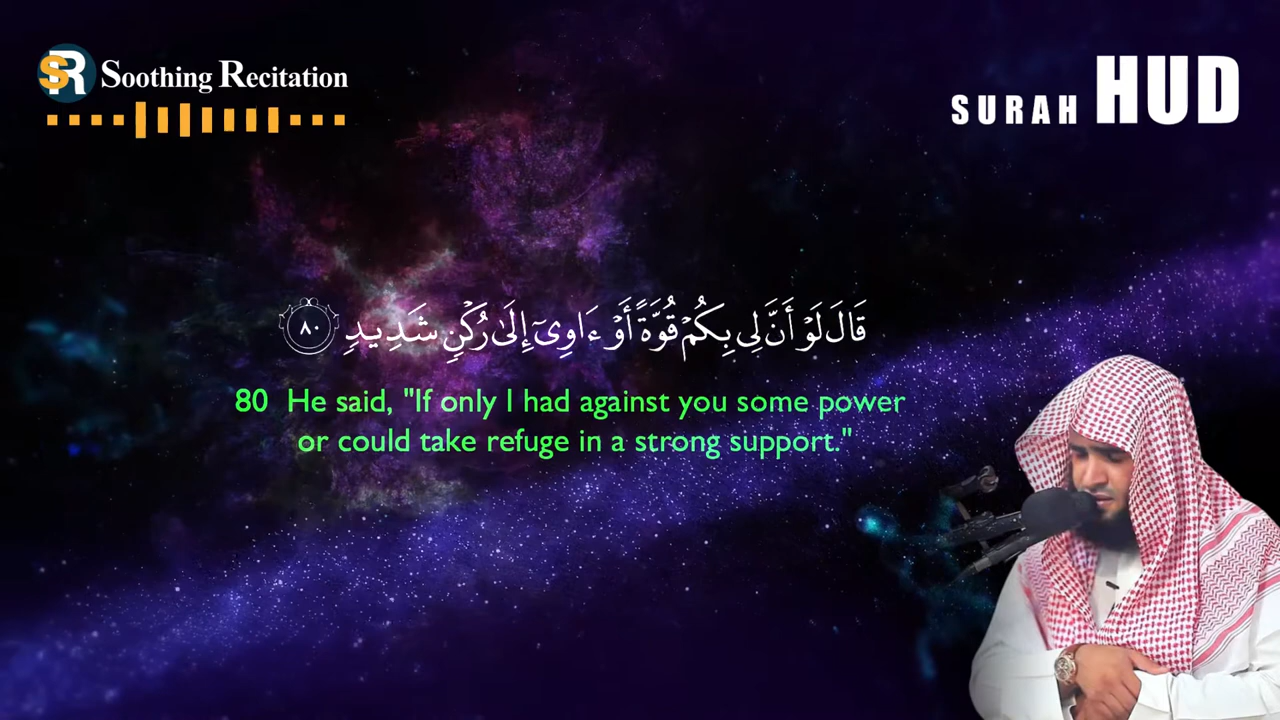 SR Soothing Recitation
SURAH HUD
قَالَ لَوْ أَنَّ لِى بِكُمْ قُوَّةً أَوْ ءَاوِىٓ إِلَىٰ رُكْنٍ شَدِيدٍ ٨٠
80 He said, "If only I had against you some power
or could take refuge in a strong support."